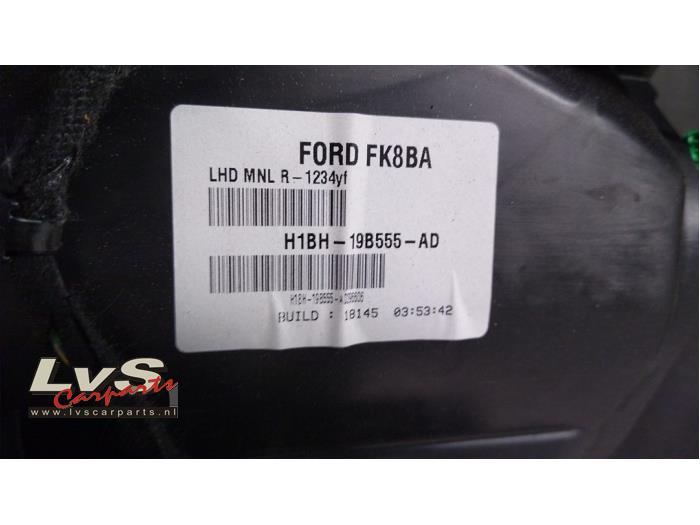 FORD FK8BA
LHD MNL R-1234yf
H1BH-19B555-AD
BUILD : 18145 03:53:42
LvS
Carparts
www.lvscarparts.nl